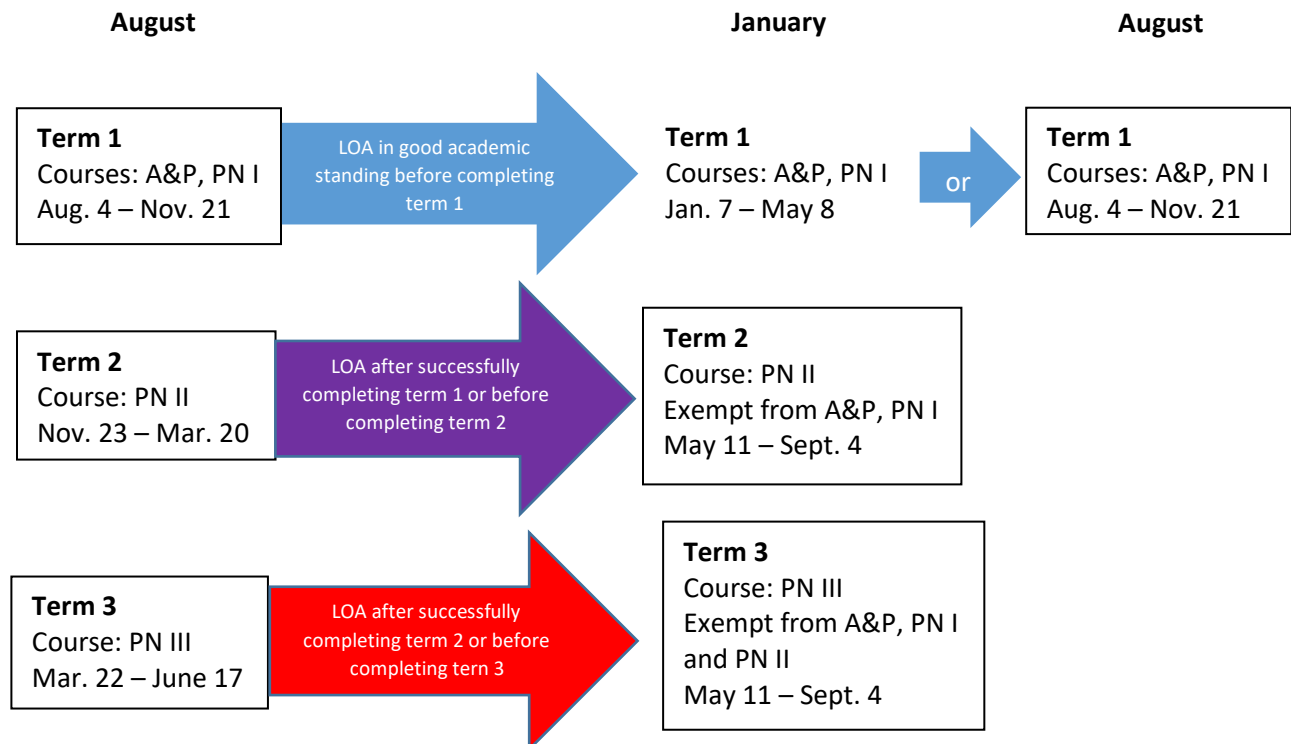 August
January
August
Term 1
Courses: A&P, PN I
Aug. 4 – Nov. 21
LOA in good academic
standing before completing
term 1
Term 1
Courses: A&P, PN I
Jan. 7 – May 8
or
Term 1
Courses: A&P, PN I
Aug. 4 – Nov. 21
Term 2
Course: PN II
Nov. 23 – Mar. 20
LOA after successfully
completing term 1 or before
completing term 2
Term 2
Course: PN II
Exempt from A&P, PN I
May 11 – Sept. 4
Term 3
Course: PN III
Mar. 22 – June 17
LOA after successfully
completing term 2 or before
completing tern 3
Term 3
Course: PN III
Exempt from A&P, PN I
and PN II
May 11 – Sept. 4